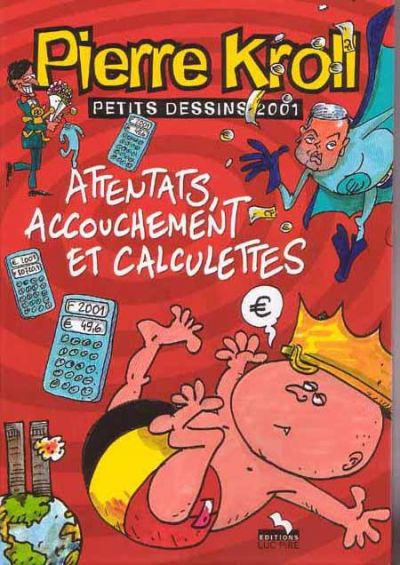 Pierre Kroll
PETITS DESSINS 2001
ATTENTATS,
ACCOUCHEMENT
ET CALCULETTES
F 2001
€ 49,6
€
EDITIONS
LUC PIRE